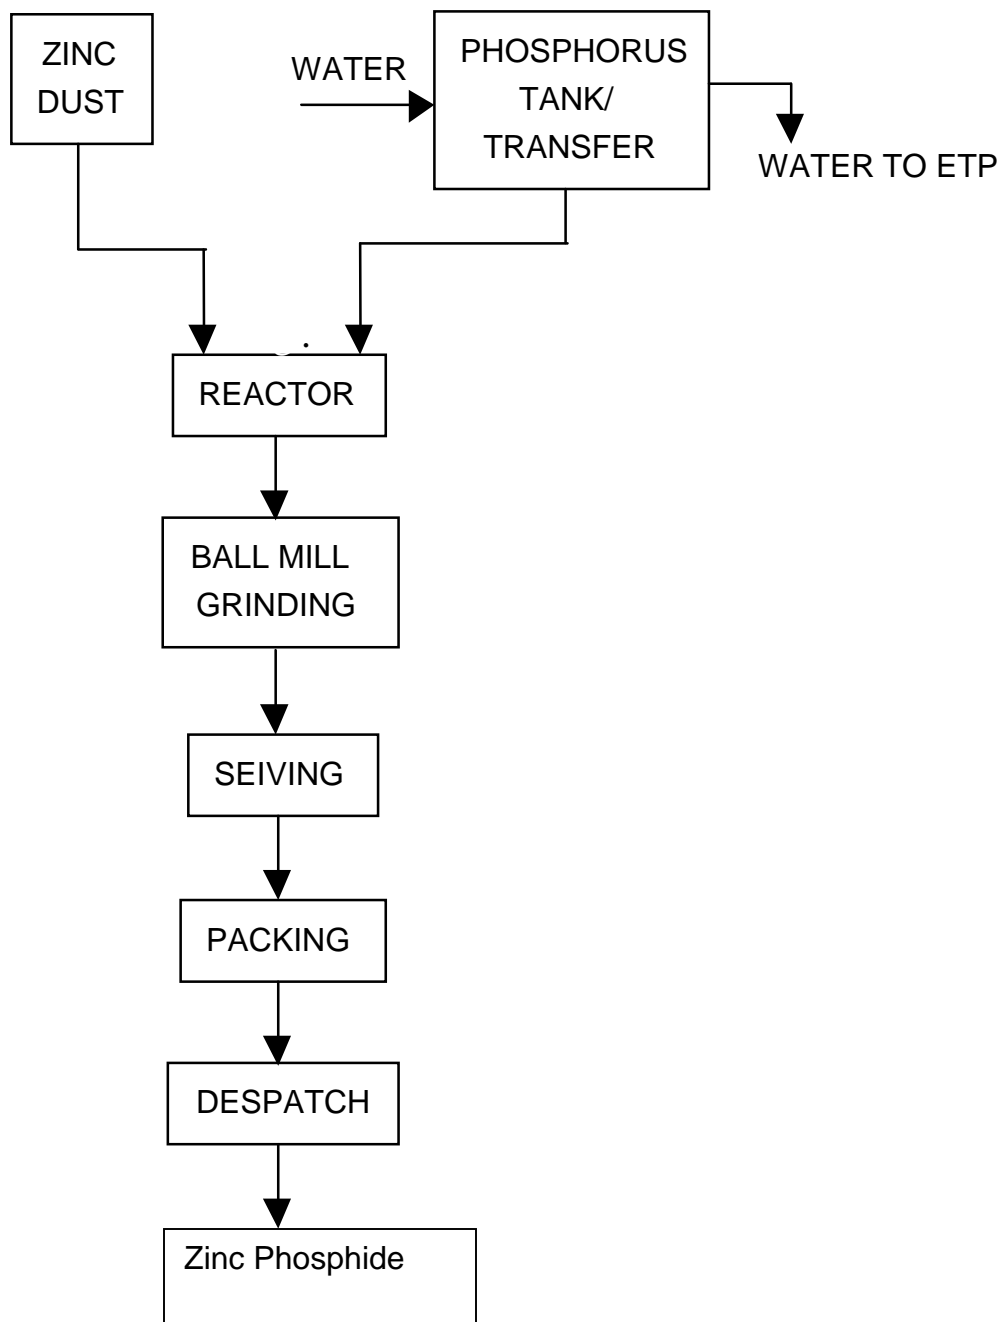 ZINC
DUST
WATER
PHOSPHORUS
TANK/
TRANSFER
WATER TO ETP
REACTOR
BALL MILL
GRINDING
SEIVING
PACKING
DESPATCH
Zinc Phosphide